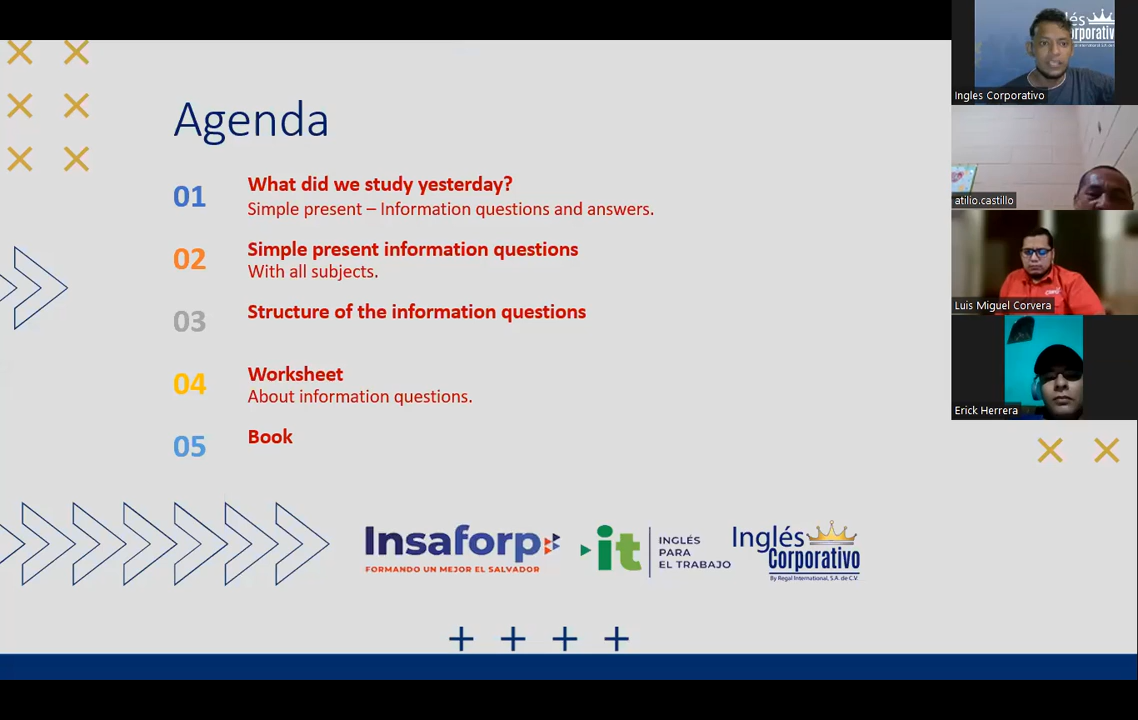 Agenda
01
What did we study yesterday?
Simple present – Information questions and answers.
02
Simple present information questions
With all subjects.
03
Structure of the information questions
04
Worksheet
About information questions.
05
Book
Insaforp
FORMANDO UN MEJOR EL SALVADOR
it
INGLÉS
PARA
EL TRABAJO
Inglés
Corporativo
By Regal International, S.A. de C.V.
lés
orporativ
Ingles Corporativo
atilio.castillo
Luis Miguel Corvera
Erick Herrera